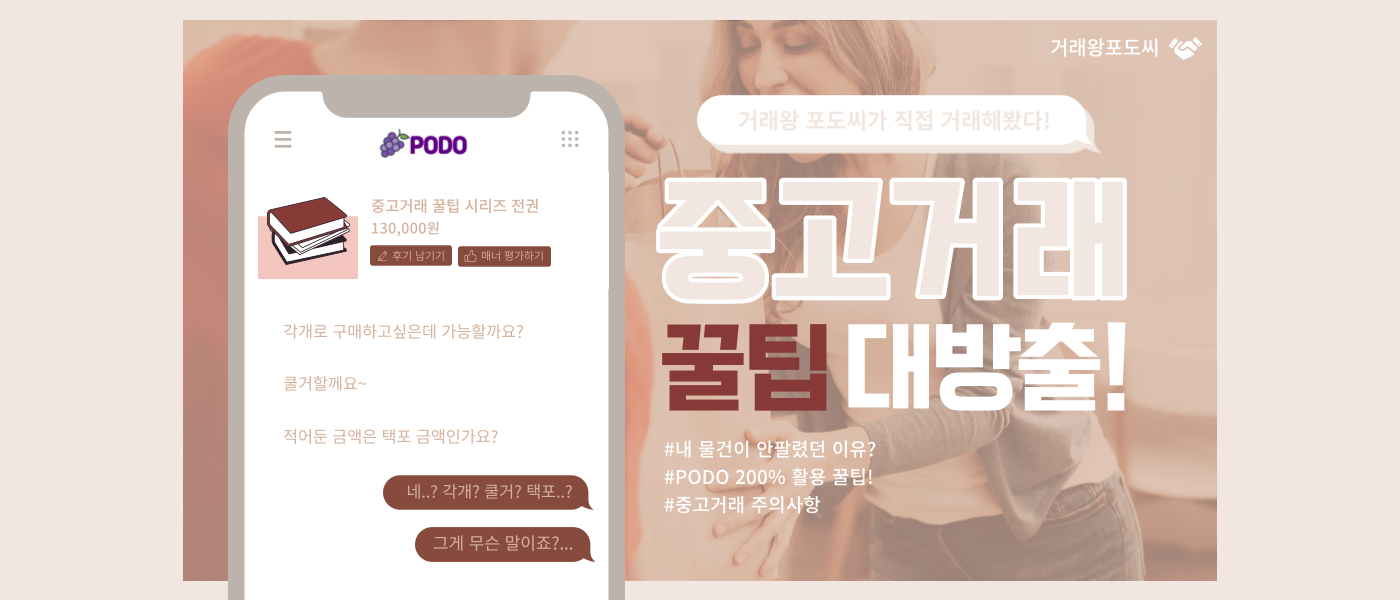 거래왕포도씨
거래왕 포도씨가 직접 거래해봤다!
중고거래
꿀팁 대방출!
#내 물건이 안팔렸던 이유?
#PODO 200% 활용 꿀팁!
#중고거래 주의사항
PODO
중고거래 꿀팁 시리즈 전권
130,000원
후기 남기기 매너 평가하기
각개로 구매하고싶은데 가능할까요?
쿨거할께요~
적어둔 금액은 택포 금액인가요?
네..? 각개? 쿨거? 택포..?
그게 무슨 말이죠?...